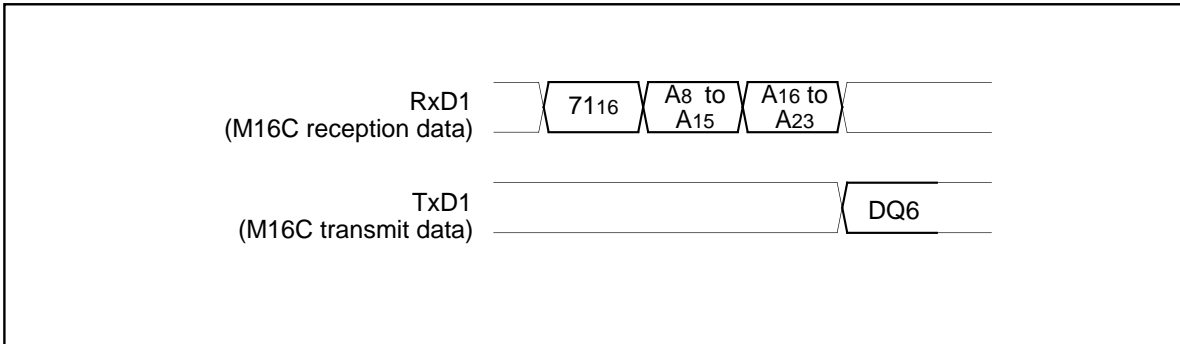 RxD1
(M16C reception data)
7116
A8 to
A15
A16 to
A23
TxD1
(M16C transmit data)
DQ6